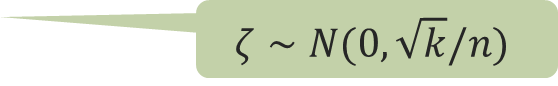 ζ ~ N(0, √k/n)